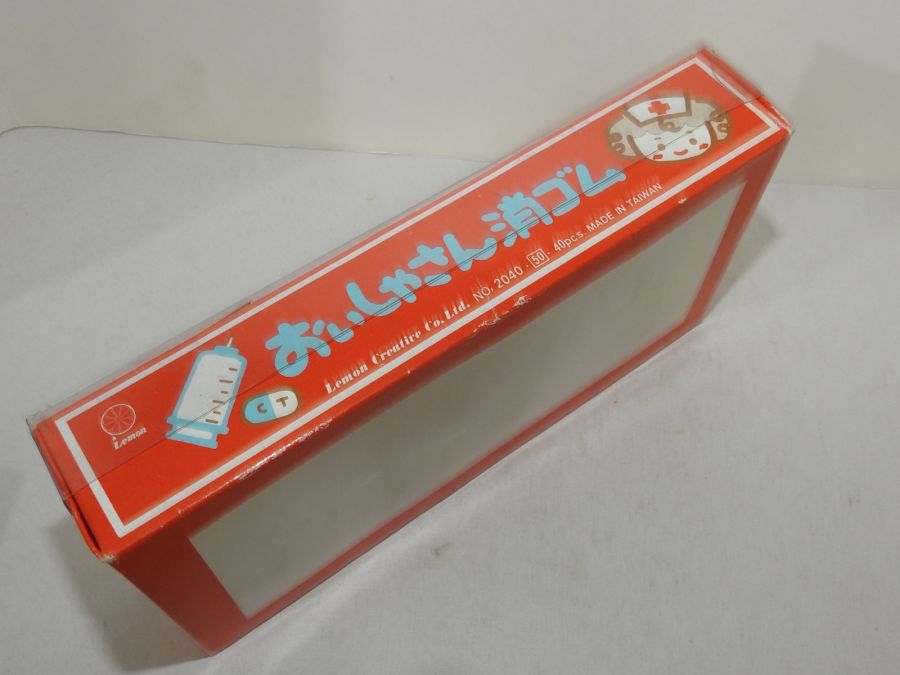 おいしゃさん消ゴム
Lemon Creative Co. Ltd. NO. 2040 · 50 · 40pcs. MADE IN TAIWAN
Lemon
C T